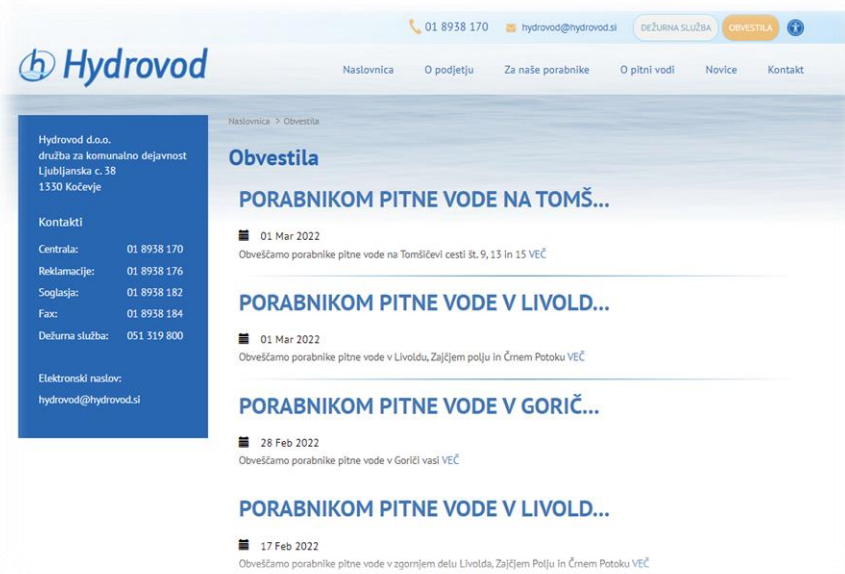 01 8938 170 hydrovod@hydrovod.si DEŽURNA SLUŽBA OBVESTILA
Hydrovod
Naslovnica O podjetju Za naše porabnike O pitni vodi Novice Kontakt
Hydrovod d.o.o.
družba za komunalno dejavnost
Ljubljanska c. 38
1330 Kočevje
Kontakti
Centrala: 01 8938 170
Reklamacije: 01 8938 176
Soglasja: 01 8938 182
Fax: 01 8938 184
Dežurna služba: 051 319 800
Elektronski naslov:
hydrovod@hydrovod.si
Naslovnica > Obvestila
Obvestila
PORABNIKOM PITNE VODE NA TOMŠ...
01 Mar 2022
Obveščamo porabnike pitne vode na Tomšičevi cesti št. 9, 13 in 15 VEČ
PORABNIKOM PITNE VODE V LIVOLD...
01 Mar 2022
Obveščamo porabnike pitne vode v Livoldu, Zajčjem polju in Črnem Potoku VEČ
PORABNIKOM PITNE VODE V GORIČ...
28 Feb 2022
Obveščamo porabnike pitne vode v Goriči vasi VEČ
PORABNIKOM PITNE VODE V LIVOLD...
17 Feb 2022
Obveščamo porabnike pitne vode v zgornjem delu Livolda, Zajčjem Polju in Črnem Potoku VEČ